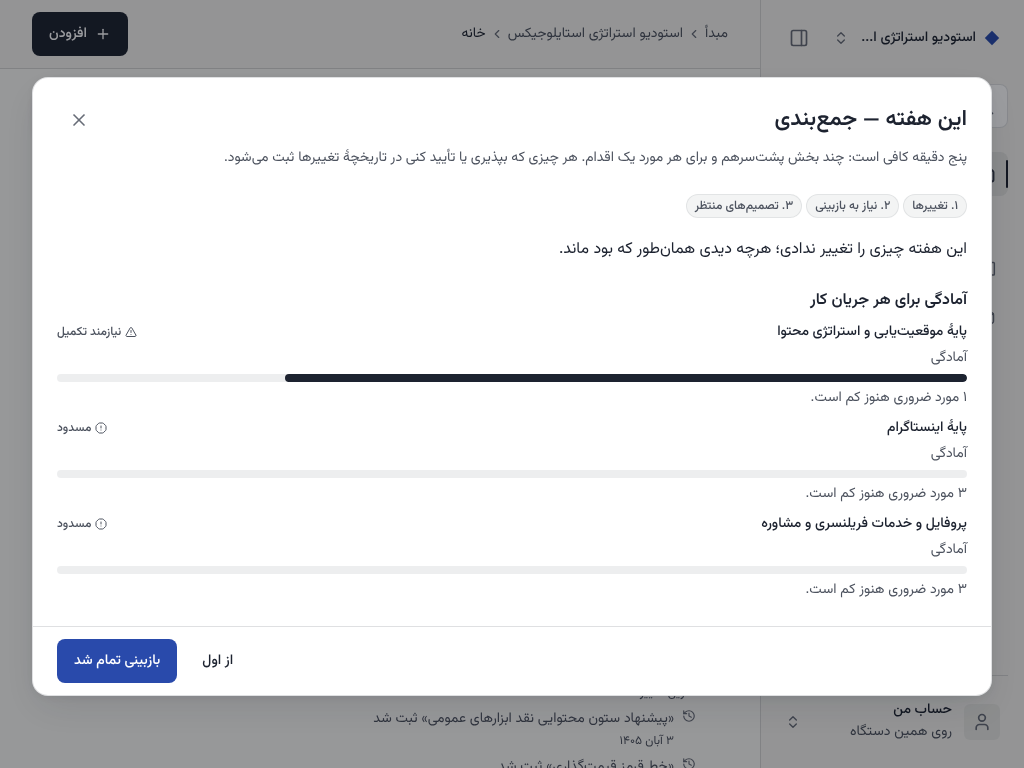 استودیو استراتژی ا...
مبدأ
استودیو استراتژی استایلوجیکس
خانه
افزودن
این هفته – جمع‌بندی
پنج دقیقه کافی است: چند بخش پشت‌سرهم و برای هر مورد یک اقدام. هر چیزی که بپذیری یا تأیید کنی در تاریخچهٔ تغییرها ثبت می‌شود.
۱. تغییرها
۲. نیاز به بازبینی
۳. تصمیم‌های منتظر
این هفته چیزی را تغییر ندادی؛ هرچه دیدی همان‌طور که بود ماند.
آمادگی برای هر جریان کار
پایهٔ موقعیت‌یابی و استراتژی محتوا
نیازمند تکمیل
آمادگی
۱ مورد ضروری هنوز کم است.
پایهٔ اینستاگرام
مسدود
آمادگی
۳ مورد ضروری هنوز کم است.
پروفایل و خدمات فریلنسری و مشاوره
مسدود
آمادگی
۳ مورد ضروری هنوز کم است.
از اول
بازبینی تمام شد
«پیشنهاد ستون محتوایی نقد ابزارهای عمومی» ثبت شد
۳ آبان ۱۴۰۵
«خط قرمز قیمت‌گذاری» ثبت شد
حساب من
روی همین دستگاه